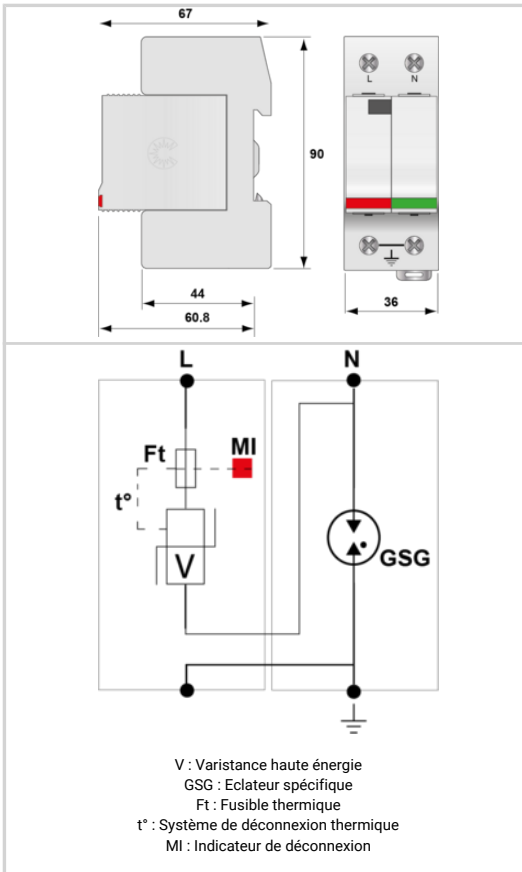 67
L N
90
44
60.8
36
L N
Ft MI
t°
V
GSG
V : Varistance haute énergie
GSG : Eclateur spécifique
Ft : Fusible thermique
t° : Système de déconnexion thermique
MI : Indicateur de déconnexion